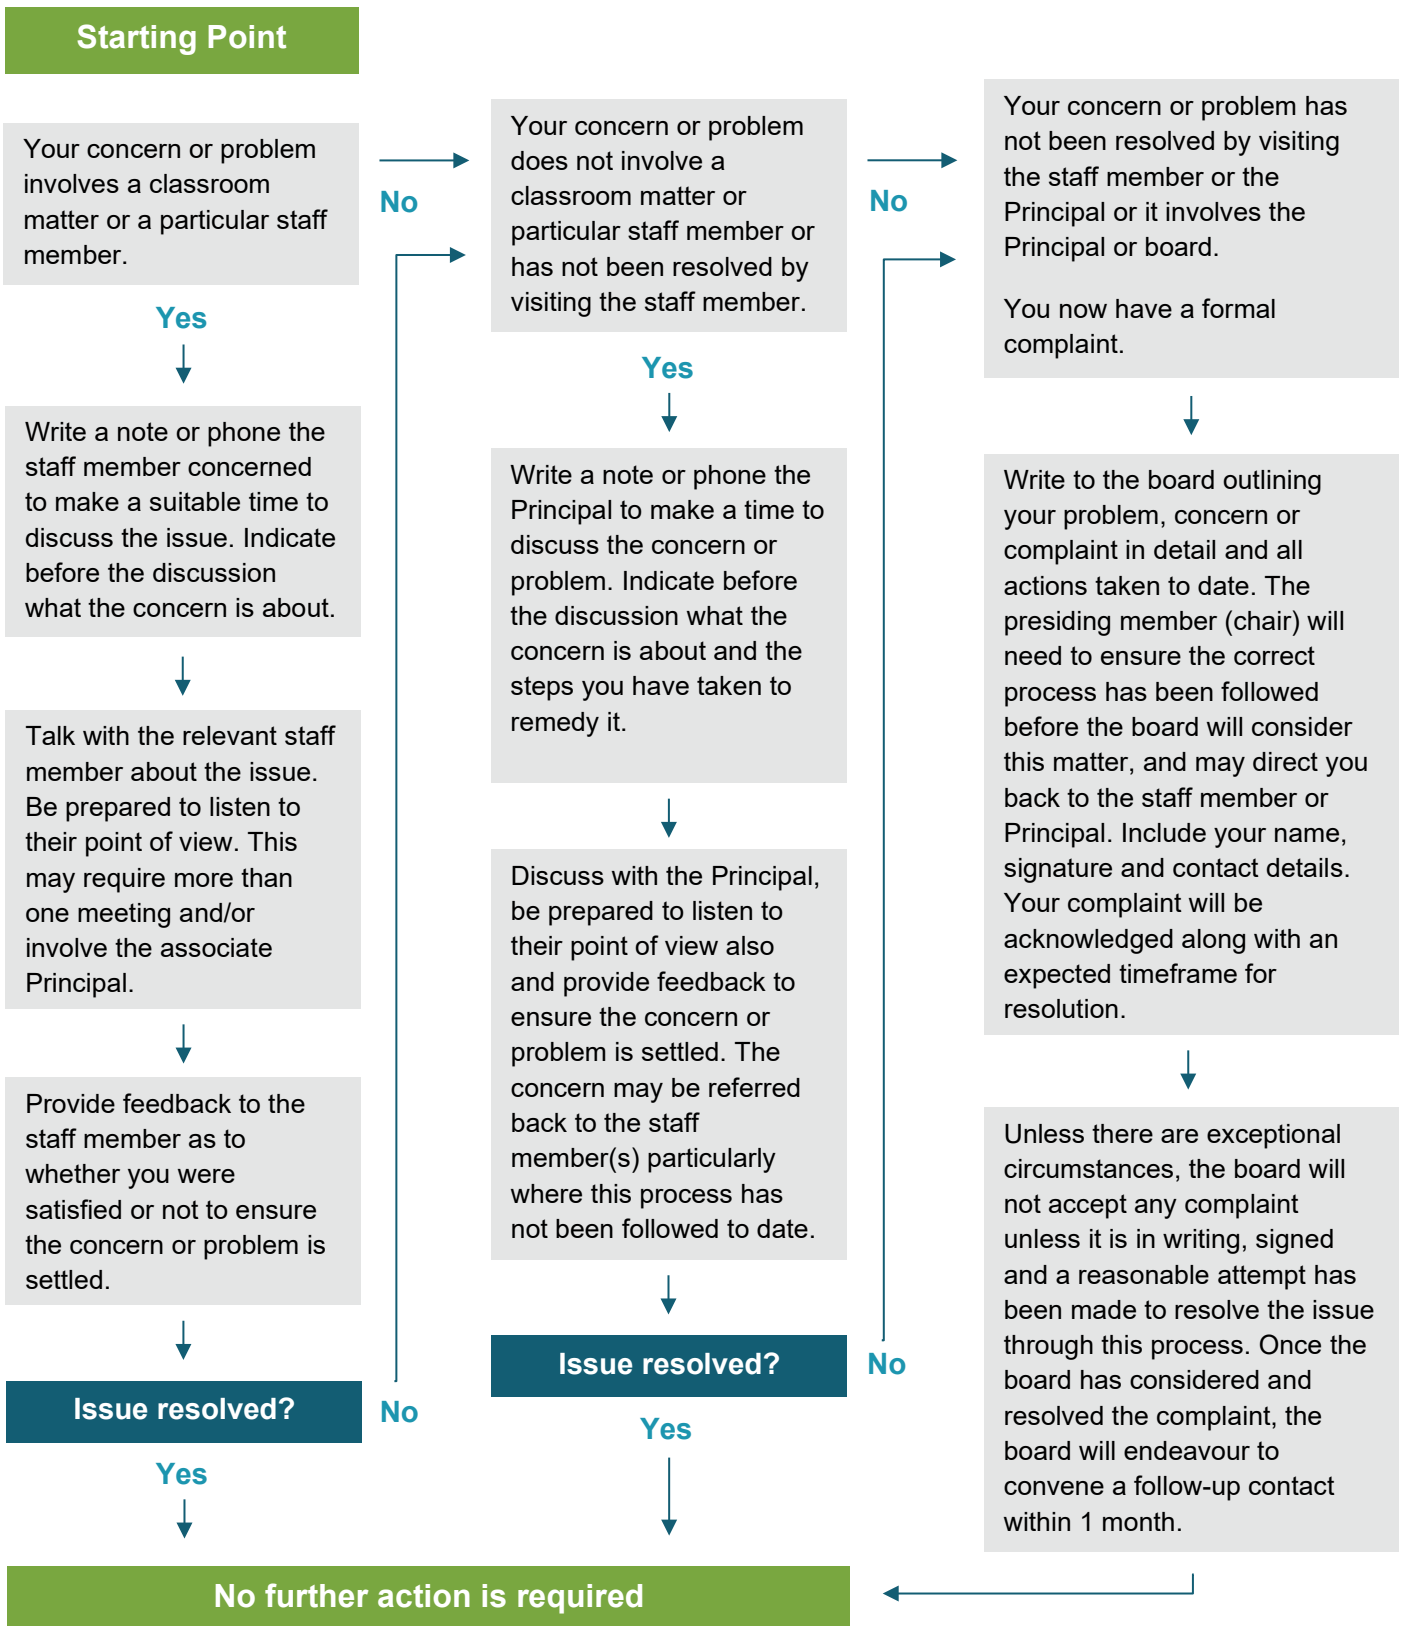 Starting Point
Your concern or problem
involves a classroom
matter or a particular staff
member.
Yes
Write a note or phone the
staff member concerned
to make a suitable time to
discuss the issue. Indicate
before the discussion
what the concern is about.
Talk with the relevant staff
member about the issue.
Be prepared to listen to
their point of view. This
may require more than
one meeting and/or
involve the associate
Principal.
Provide feedback to the
staff member as to
whether you were
satisfied or not to ensure
the concern or problem is
settled.
Issue resolved?
Yes
No
No
Your concern or problem
does not involve a
classroom matter or
particular staff member or
has not been resolved by
visiting the staff member.
Yes
Write a note or phone the
Principal to make a time to
discuss the concern or
problem. Indicate before
the discussion what the
concern is about and the
steps you have taken to
remedy it.
Discuss with the Principal,
be prepared to listen to
their point of view also
and provide feedback to
ensure the concern or
problem is settled. The
concern may be referred
back to the staff
member(s) particularly
where this process has
not been followed to date.
Issue resolved?
Yes
No
No
Your concern or problem has
not been resolved by visiting
the staff member or the
Principal or it involves the
Principal or board.
You now have a formal
complaint.
Write to the board outlining
your problem, concern or
complaint in detail and all
actions taken to date. The
presiding member (chair) will
need to ensure the correct
process has been followed
before the board will consider
this matter, and may direct you
back to the staff member or
Principal. Include your name,
signature and contact details.
Your complaint will be
acknowledged along with an
expected timeframe for
resolution.
Unless there are exceptional
circumstances, the board will
not accept any complaint
unless it is in writing, signed
and a reasonable attempt has
been made to resolve the issue
through this process. Once the
board has considered and
resolved the complaint, the
board will endeavour to
convene a follow-up contact
within 1 month.
No further action is required